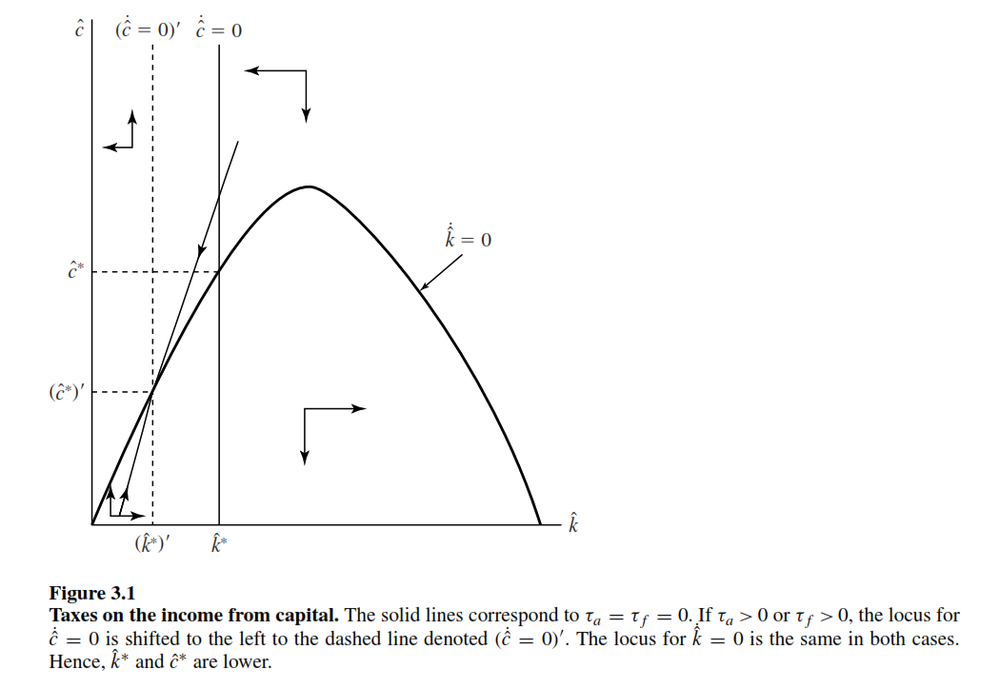 ĉ (ĉ̇ = 0)′ ĉ̇ = 0
k̂̇ = 0
ĉ*
(ĉ*)′
k̂
(k̂*)′ k̂*
Figure 3.1
Taxes on the income from capital. The solid lines correspond to τₐ = τ_f = 0. If τₐ > 0 or τ_f > 0, the locus for
ĉ̇ = 0 is shifted to the left to the dashed line denoted (ĉ̇ = 0)′. The locus for k̂̇ = 0 is the same in both cases.
Hence, k̂* and ĉ* are lower.